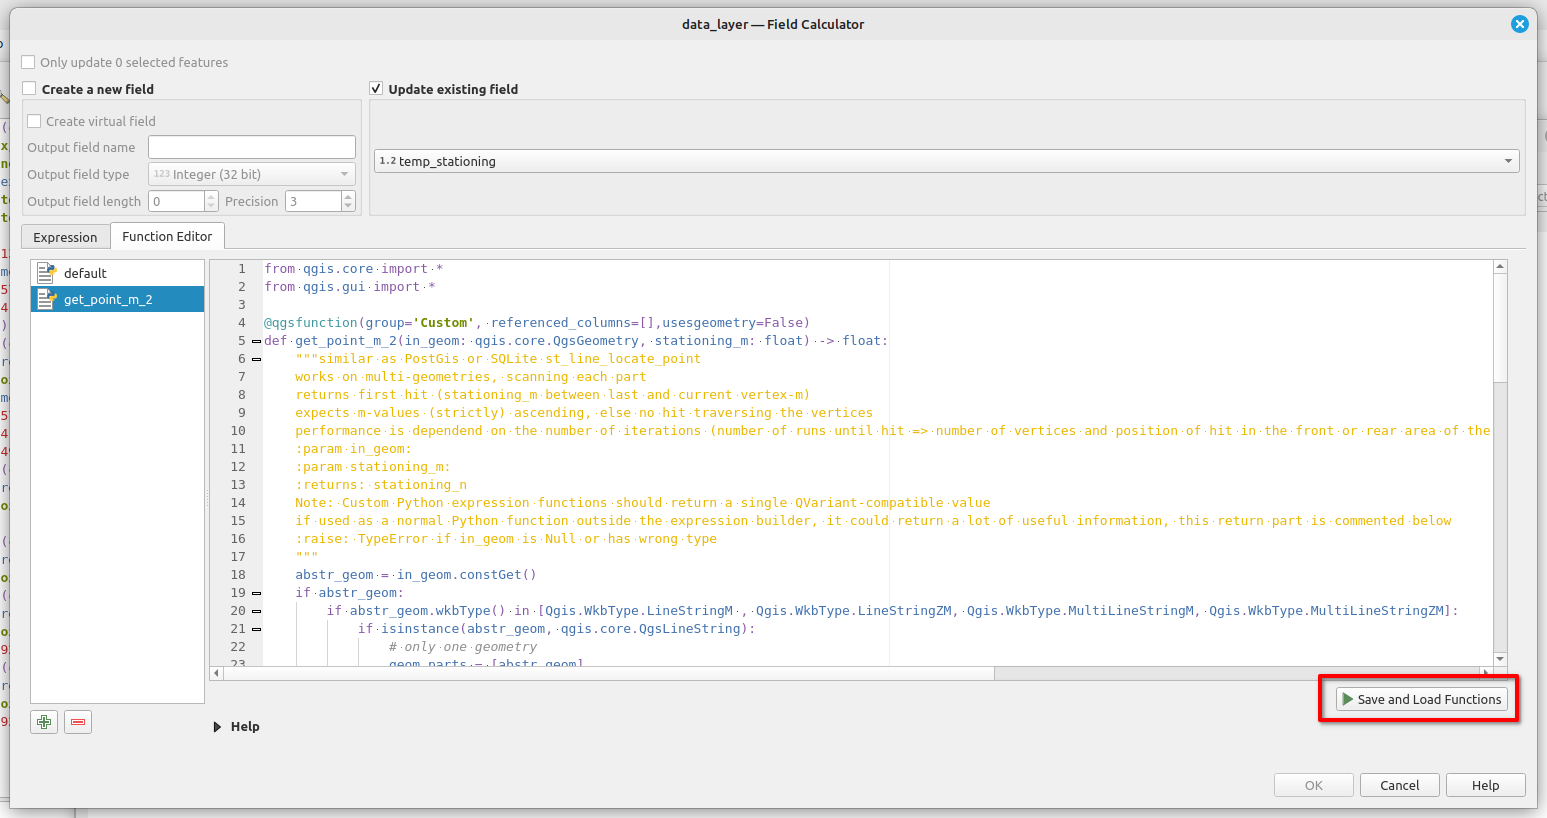 data_layer — Field Calculator
Only update 0 selected features
Create a new field
Update existing field
Create virtual field
Output field name
Output field type
123 Integer (32 bit)
Output field length
0
Precision
3
1.2 temp_stationing
Expression
Function Editor
default
get_point_m_2
1 from·qgis.core·import·*
2 from·qgis.gui·import·*
3
4 @qgsfunction(group='Custom',·referenced_columns=[],usesgeometry=False)
5 def·get_point_m_2(in_geom:·qgis.core.QgsGeometry,·stationing_m:·float)·->·float:
6 """similar·as·PostGis·or·SQLite·st_line_locate_point
7 works·on·multi-geometries,·scanning·each·part
8 returns·first·hit·(stationing_m·between·last·and·current·vertex-m)
9 expects·m-values·(strictly)·ascending,·else·no·hit·traversing·the·vertices
10 performance·is·dependend·on·the·number·of·iterations·(number·of·runs·until·hit·=>·number·of·vertices·and·position·of·hit·in·the·front·or·rear·area·of·the
11 :param·in_geom:
12 :param·stationing_m:
13 :returns:·stationing_n
14 Note:·Custom·Python·expression·functions·should·return·a·single·QVariant-compatible·value
15 if·used·as·a·normal·Python·function·outside·the·expression·builder,·it·could·return·a·lot·of·useful·information,·this·return·part·is·commented·below
16 :raise:·TypeError·if·in_geom·is·Null·or·has·wrong·type
17 """
18 abstr_geom·=·in_geom.constGet()
19 if·abstr_geom:
20 if·abstr_geom.wkbType()·in·[Qgis.WkbType.LineStringM·,·Qgis.WkbType.LineStringZM,·Qgis.WkbType.MultiLineStringM,·Qgis.WkbType.MultiLineStringZM]:
21 if·isinstance(abstr_geom,·qgis.core.QgsLineString):
22 #·only·one·geometry
23 geom_parts·=·[abstr_geom]
Save and Load Functions
Help
OK
Cancel
Help